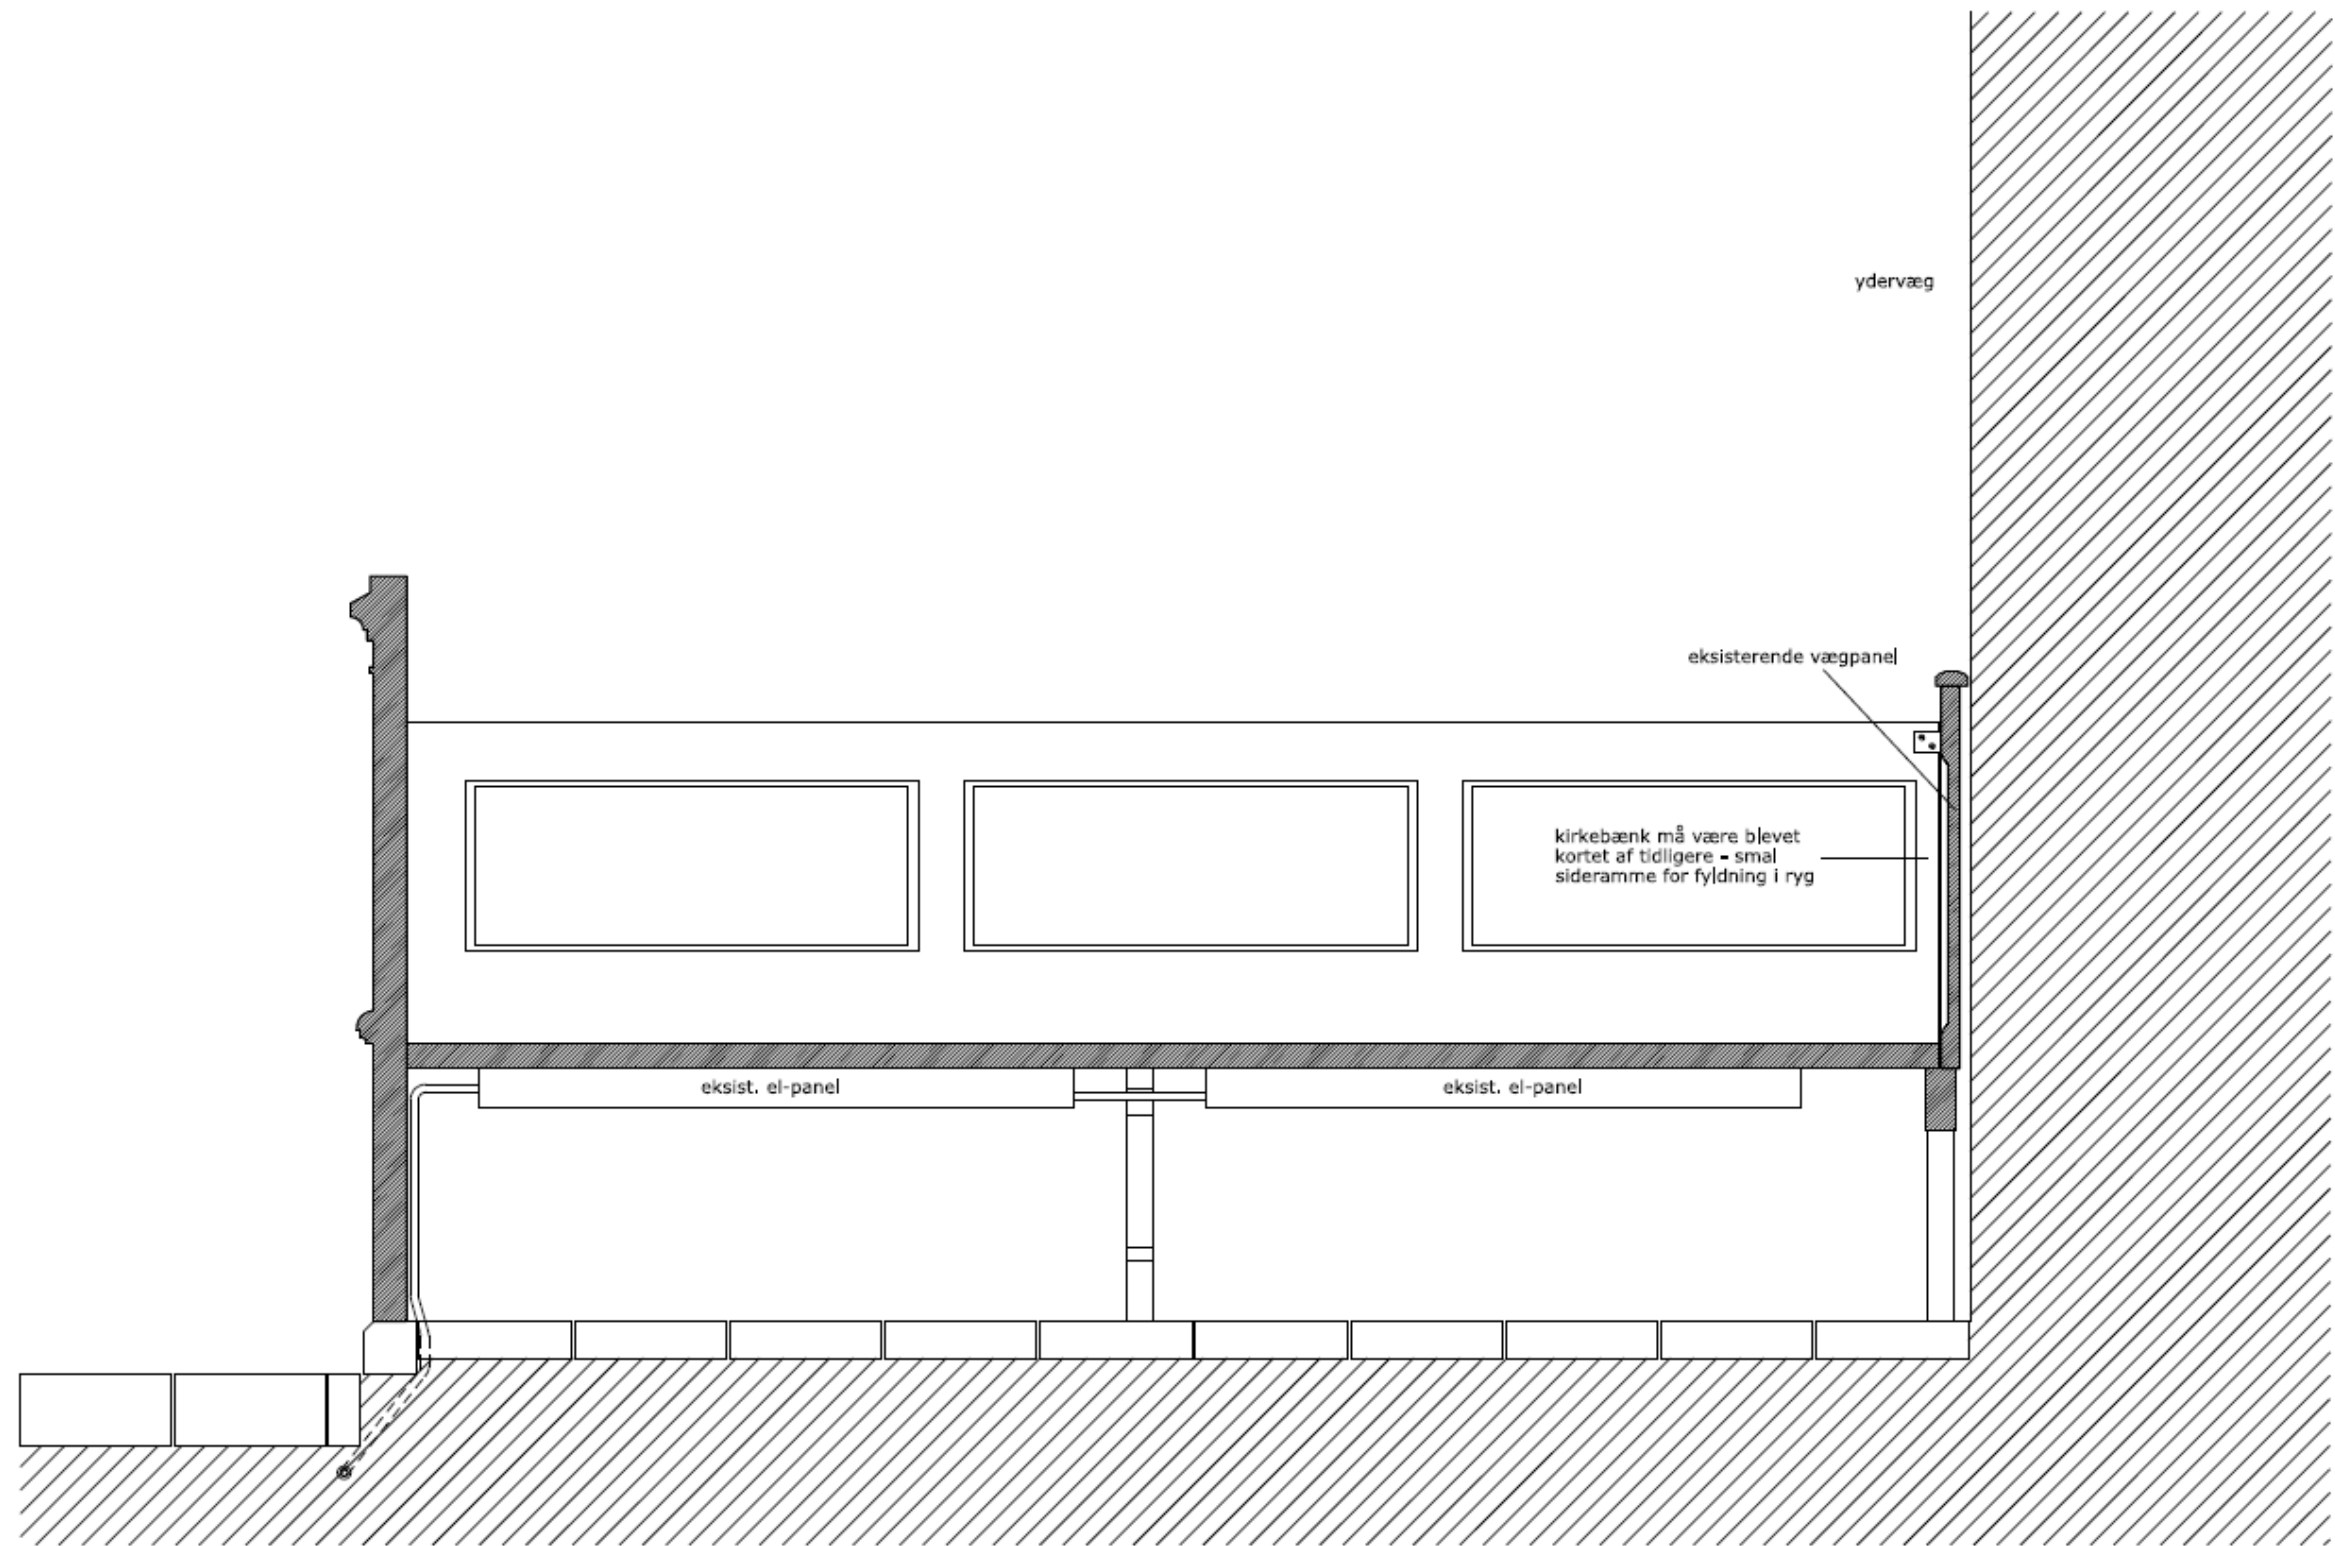 ydervæg
eksisterende vægpanel
kirkebænk må være blevet
kortet af tidligere - smal
sideramme for fyldning i ryg
eksist. el-panel
eksist. el-panel